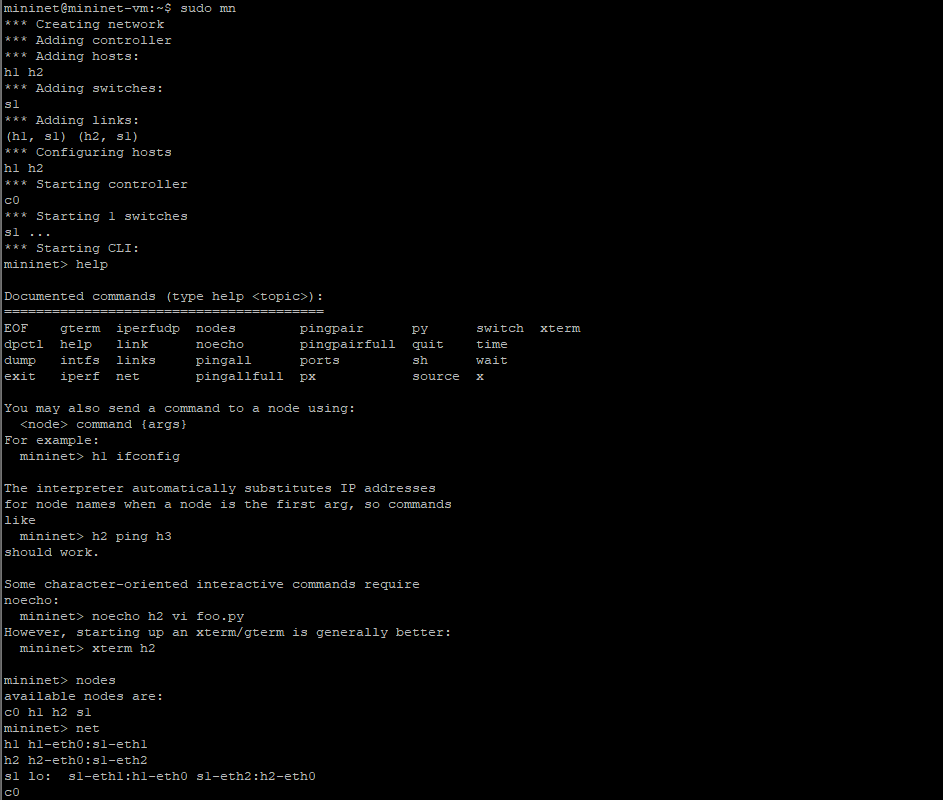 mininet@mininet-vm:~$ sudo mn
*** Creating network
*** Adding controller
*** Adding hosts:
h1 h2
*** Adding switches:
s1
*** Adding links:
(h1, s1) (h2, s1)
*** Configuring hosts
h1 h2
*** Starting controller
c0
*** Starting 1 switches
s1 ...
*** Starting CLI:
mininet> help

Documented commands (type help <topic>):
========================================
EOF    gterm  iperfudp  nodes        pingpair      py      switch  xterm
dpctl  help   link      noecho       pingpairfull  quit    time
dump   intfs  links     pingall      ports         sh      wait
exit   iperf  net       pingallfull  px            source  x

You may also send a command to a node using:
  <node> command {args}
For example:
  mininet> h1 ifconfig

The interpreter automatically substitutes IP addresses
for node names when a node is the first arg, so commands
like
  mininet> h2 ping h3
should work.

Some character-oriented interactive commands require
noecho:
  mininet> noecho h2 vi foo.py
However, starting up an xterm/gterm is generally better:
  mininet> xterm h2

mininet> nodes
available nodes are:
c0 h1 h2 s1
mininet> net
h1 h1-eth0:s1-eth1
h2 h2-eth0:s1-eth2
s1 lo:  s1-eth1:h1-eth0 s1-eth2:h2-eth0
c0